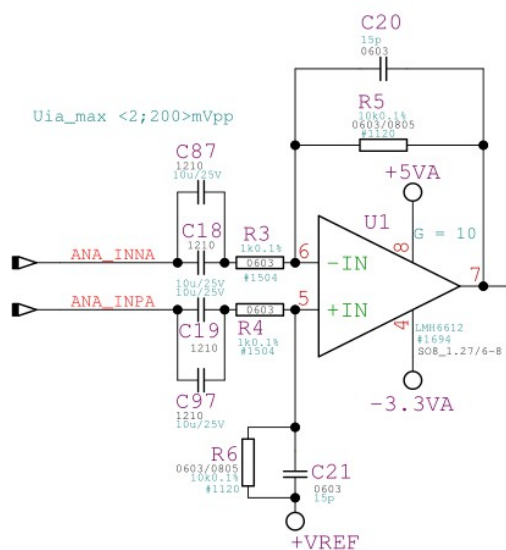 C20
15p
0603
R5
10k0.1%
0603/0805
#1120
Uia_max <2;200>mVpp
C87
1210
10u/25V
+5VA
U1
G = 10
C18
1210
10u/25V
R3
1k0.1%
0603
#1504
ANA_INNA
6
-IN
8
7
ANA_INPA
10u/25V
C19
1210
0603
R4
1k0.1%
#1504
5
+IN
4
LMH6612
#1694
SO8_1.27/6-8
C97
1210
10u/25V
-3.3VA
R6
0603/0805
10k0.1%
#1120
C21
0603
15p
+VREF